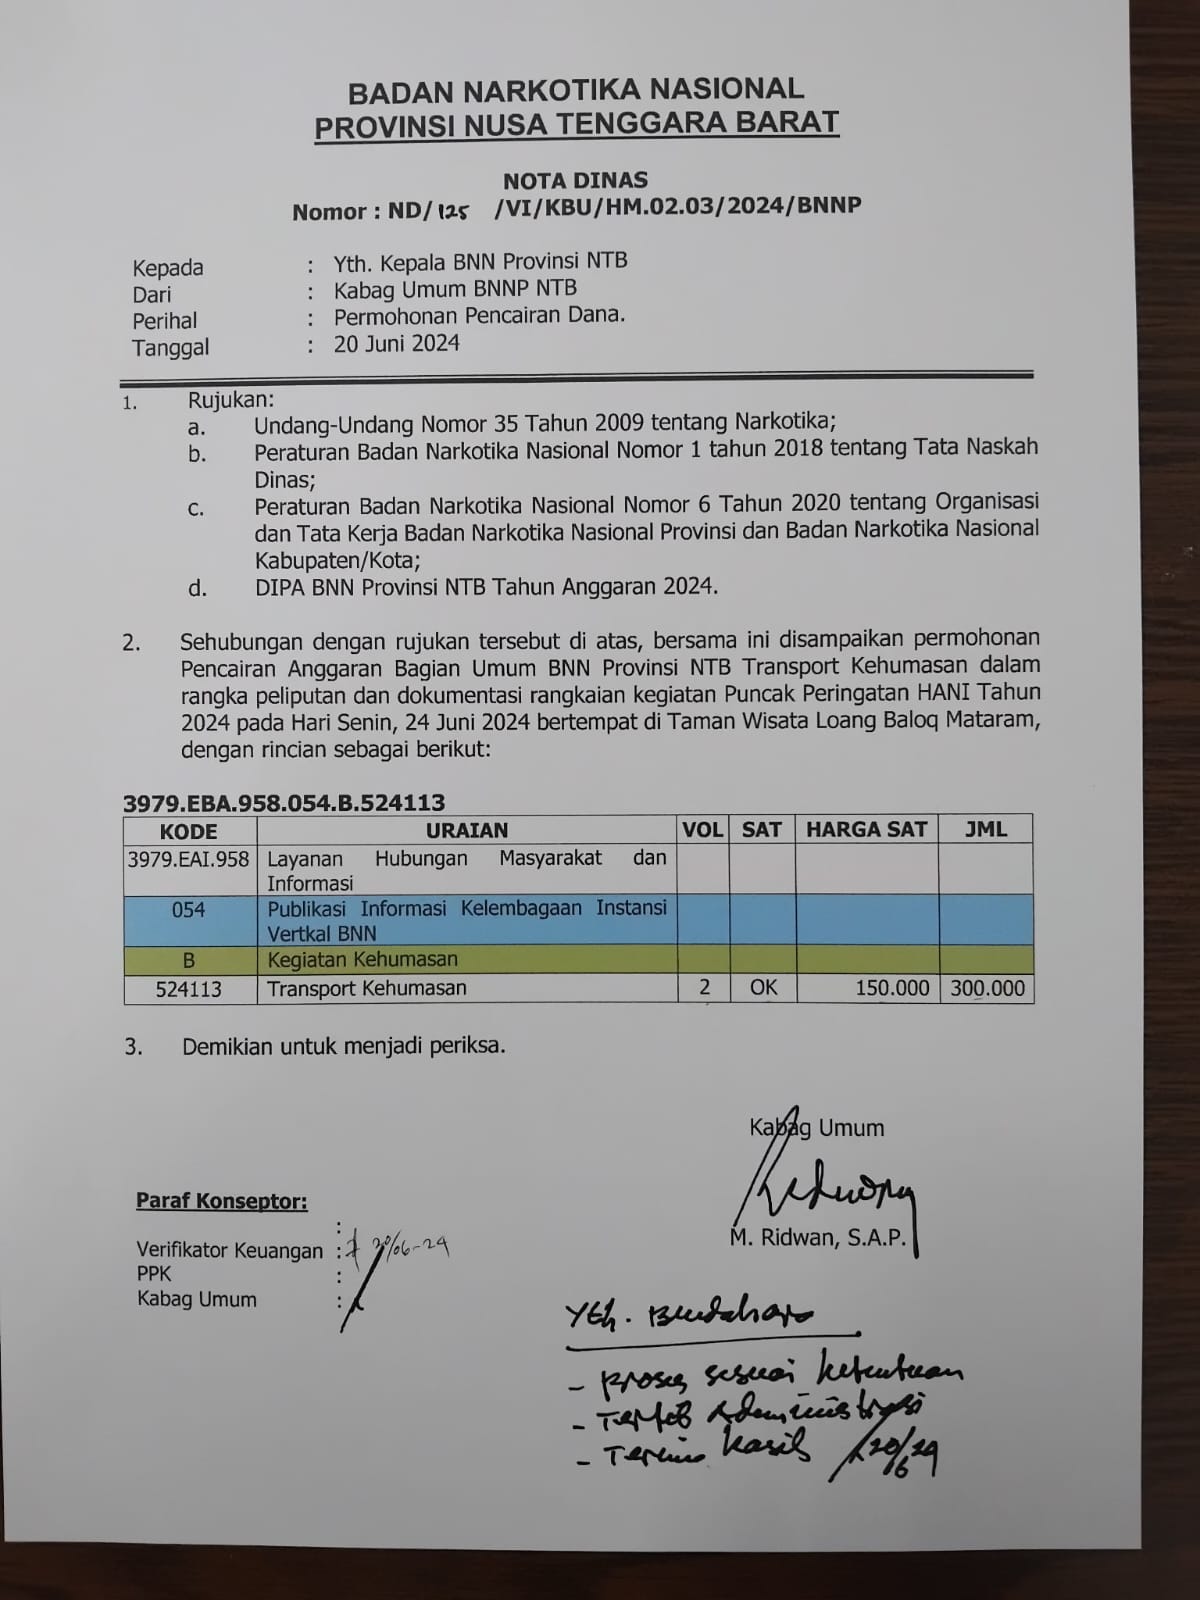 BADAN NARKOTIKA NASIONAL
PROVINSI NUSA TENGGARA BARAT
NOTA DINAS
Nomor : ND/ 125 /VI/KBU/HM.02.03/2024/BNNP
Kepada : Yth. Kepala BNN Provinsi NTB
Dari : Kabag Umum BNNP NTB
Perihal : Permohonan Pencairan Dana.
Tanggal : 20 Juni 2024
1. Rujukan:
a. Undang-Undang Nomor 35 Tahun 2009 tentang Narkotika;
b. Peraturan Badan Narkotika Nasional Nomor 1 tahun 2018 tentang Tata Naskah
Dinas;
c. Peraturan Badan Narkotika Nasional Nomor 6 Tahun 2020 tentang Organisasi
dan Tata Kerja Badan Narkotika Nasional Provinsi dan Badan Narkotika Nasional
Kabupaten/Kota;
d. DIPA BNN Provinsi NTB Tahun Anggaran 2024.
2. Sehubungan dengan rujukan tersebut di atas, bersama ini disampaikan permohonan
Pencairan Anggaran Bagian Umum BNN Provinsi NTB Transport Kehumasan dalam
rangka peliputan dan dokumentasi rangkaian kegiatan Puncak Peringatan HANI Tahun
2024 pada Hari Senin, 24 Juni 2024 bertempat di Taman Wisata Loang Baloq Mataram,
dengan rincian sebagai berikut:
3979.EBA.958.054.B.524113
KODE URAIAN VOL SAT HARGA SAT JML
3979.EAI.958 Layanan Hubungan Masyarakat dan
Informasi
054 Publikasi Informasi Kelembagaan Instansi
Vertkal BNN
B Kegiatan Kehumasan
524113 Transport Kehumasan 2 OK 150.000 300.000
3. Demikian untuk menjadi periksa.
Kabag Umum
M. Ridwan, S.A.P.
Paraf Konseptor:
:
Verifikator Keuangan : 20/06-24
PPK :
Kabag Umum :
Yth. Bendahara
- Proses sesuai ketentuan
- Tertib Administrasi
- Terima kasih 20/6 24